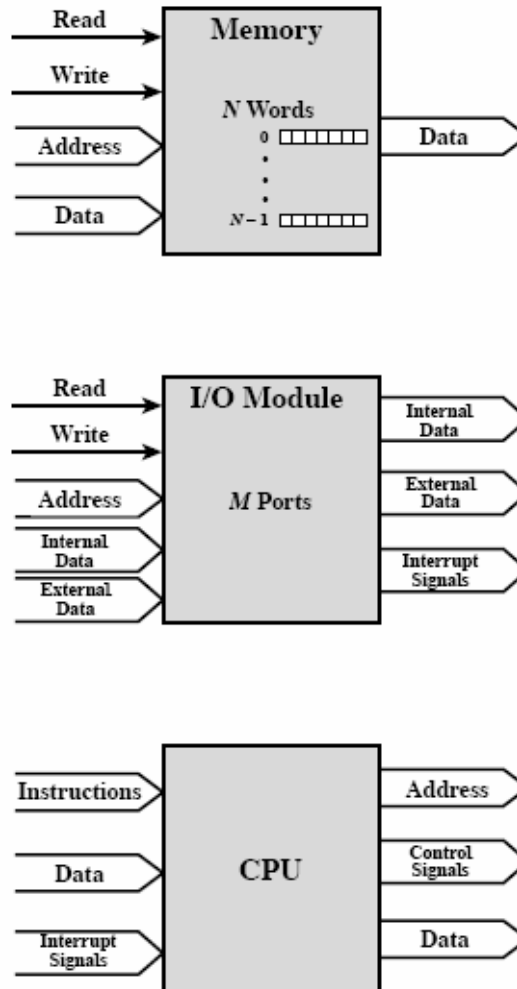 Read
Memory
Write
N Words
0
Address
Data
Data
N – 1
Read
I/O Module
Internal
Data
Write
Address
M Ports
External
Data
Internal
Data
Interrupt
Signals
External
Data
Instructions
Address
CPU
Control
Signals
Data
Interrupt
Signals
Data